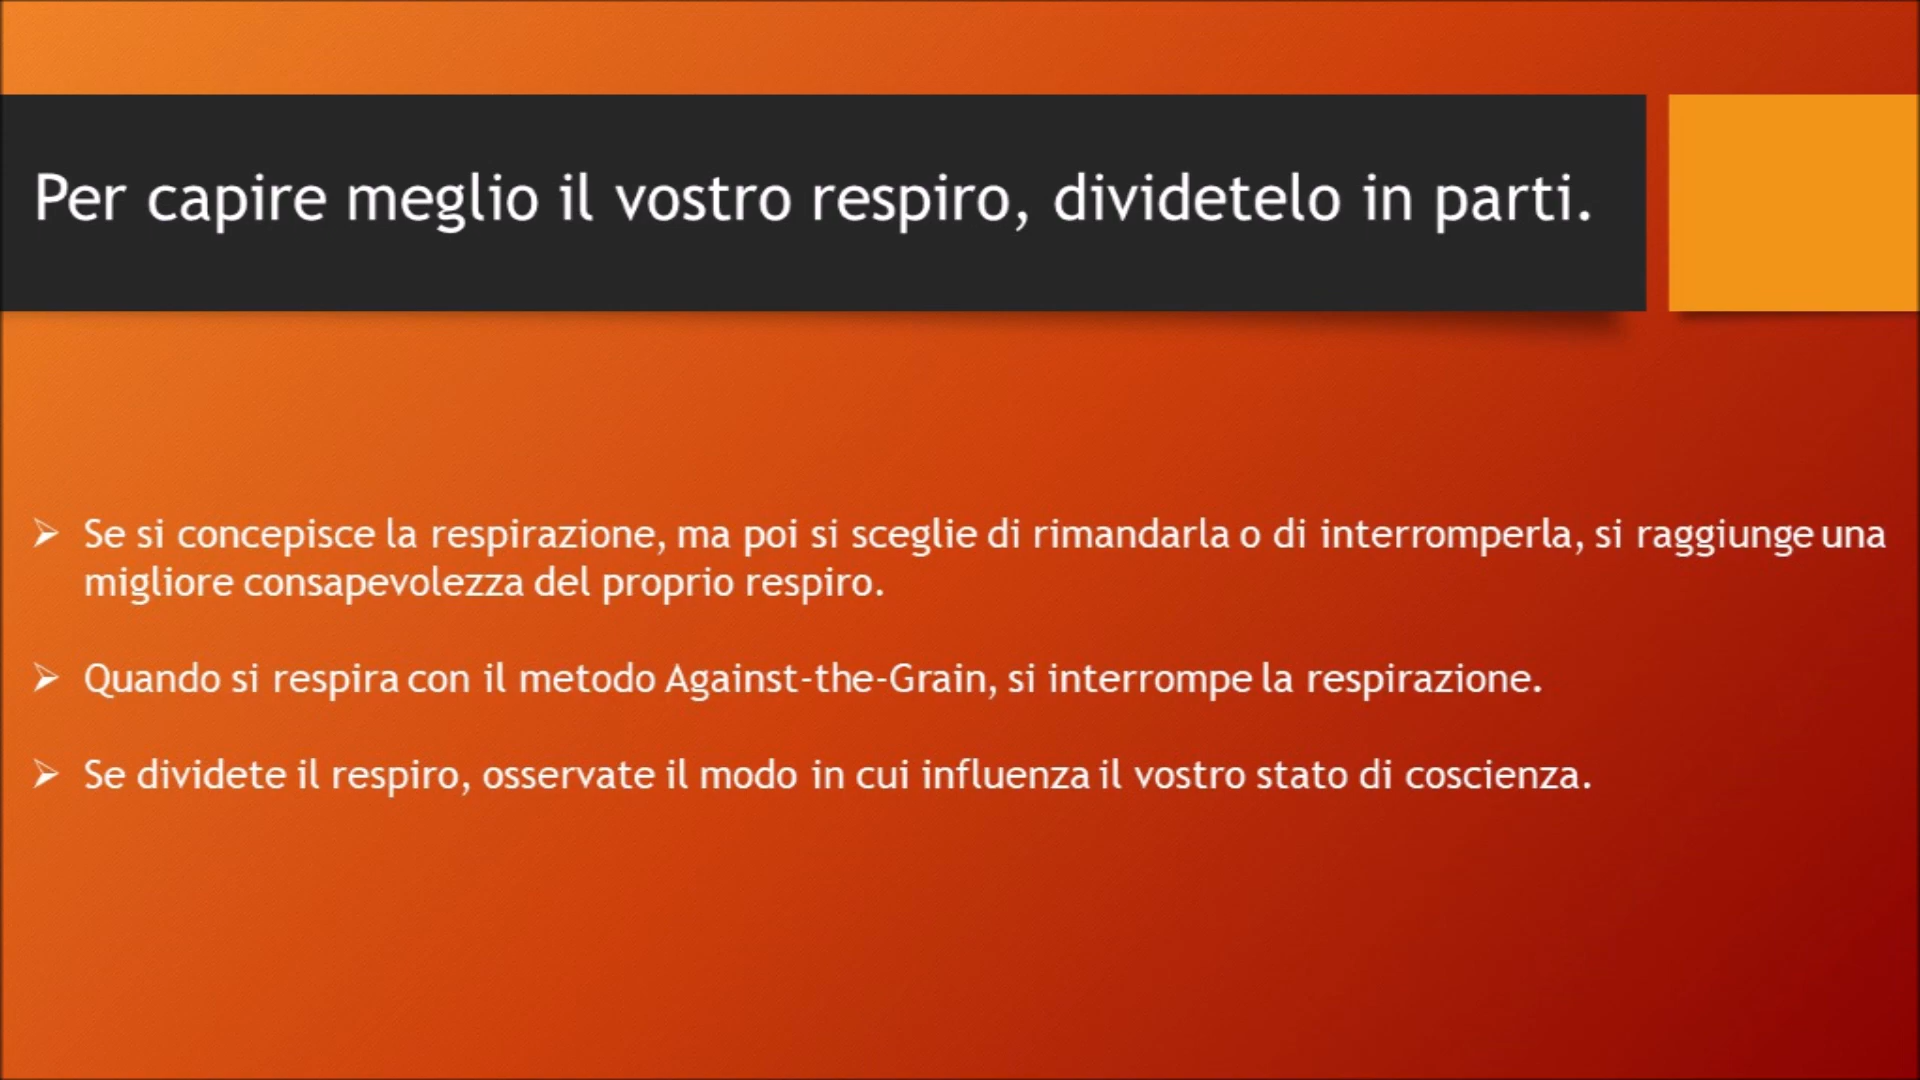 Per capire meglio il vostro respiro, dividetelo in parti.
Se si concepisce la respirazione, ma poi si sceglie di rimandarla o di interromperla, si raggiunge una
migliore consapevolezza del proprio respiro.
Quando si respira con il metodo Against-the-Grain, si interrompe la respirazione.
Se dividete il respiro, osservate il modo in cui influenza il vostro stato di coscienza.